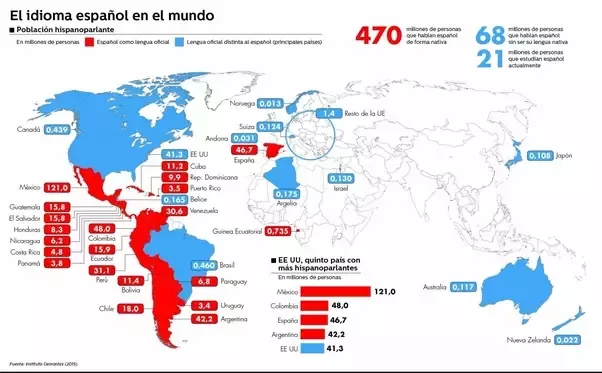 El idioma español en el mundo
Población hispanoparlante
En millones de personas
Español como lengua oficial
Lengua oficial distinta al español (principales países)
470
millones de personas
que hablan español
de forma nativa
68
millones de personas
que hablan español
sin ser su lengua nativa
21
millones de personas
que estudian español
actualmente
Canadá 0,439
Noruega 0,013
Suiza 0,124
Andorra 0,031
46,7
España
1,4 Resto de la UE
0,130
Israel
0,175
Argelia
0,108 Japón
41,3 EE UU
11,2 Cuba
9,9 Rep. Dominicana
3,5 Puerto Rico
0,165 Belice
30,6 Venezuela
México 121,0
Guatemala 15,8
El Salvador 15,8
Honduras 8,3
Nicaragua 6,2
Costa Rica 4,8
Panamá 3,8
48,0
Colombia
15,9
Ecuador
31,1
Perú
11,4
Bolivia
Chile 18,0
0,460 Brasil
6,8 Paraguay
3,4 Uruguay
42,2 Argentina
Guinea Ecuatorial 0,735
Australia 0,117
Nueva Zelanda 0,022
EE UU, quinto país con
más hispanoparlantes
En millones de personas
México 121,0
Colombia 48,0
España 46,7
Argentina 42,2
EE UU 41,3
Fuente: Instituto Cervantes (2015).